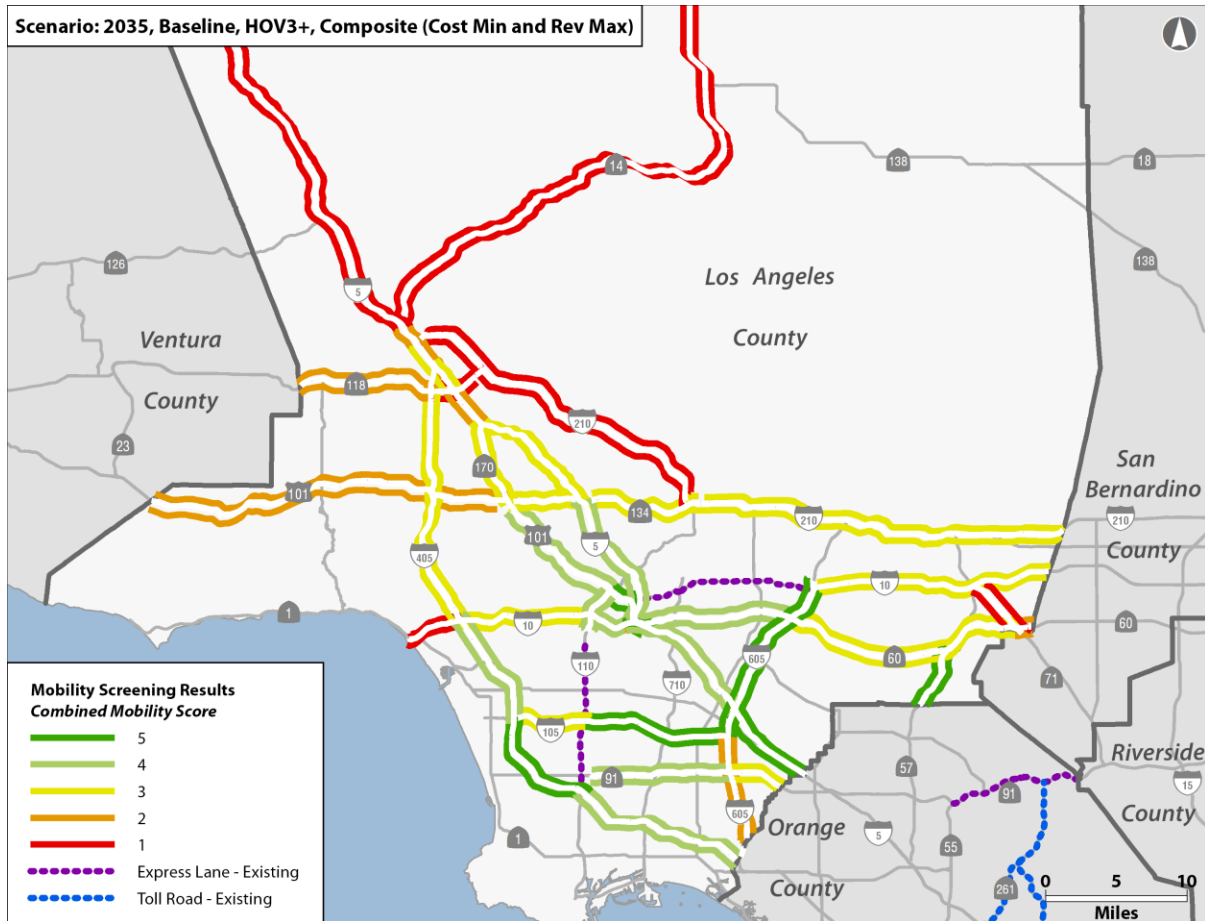 Scenario: 2035, Baseline, HOV3+, Composite (Cost Min and Rev Max)
14
138
18
126
5
Los Angeles
County
138
Ventura
County
118
23
210
101
170
134
210
San
Bernardino
County
210
101
5
405
10
1
10
60
110
710
605
60
71
105
91
57
Riverside
County
15
605
91
Orange
County
1
5
55
261
Mobility Screening Results
Combined Mobility Score
5
4
3
2
1
Express Lane - Existing
Toll Road - Existing
0 5 10
Miles